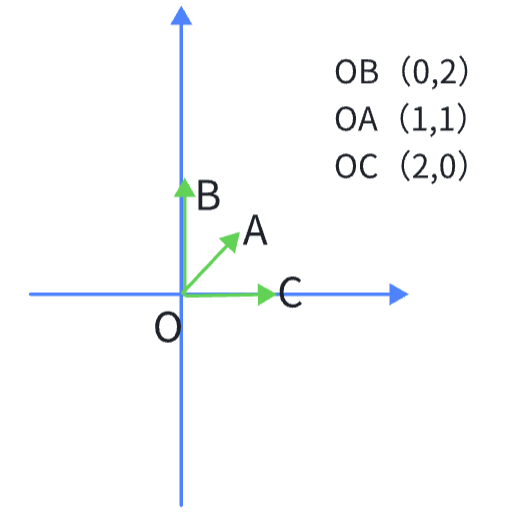 OB（0,2）
OA（1,1）
OC（2,0）
B
A
C
O